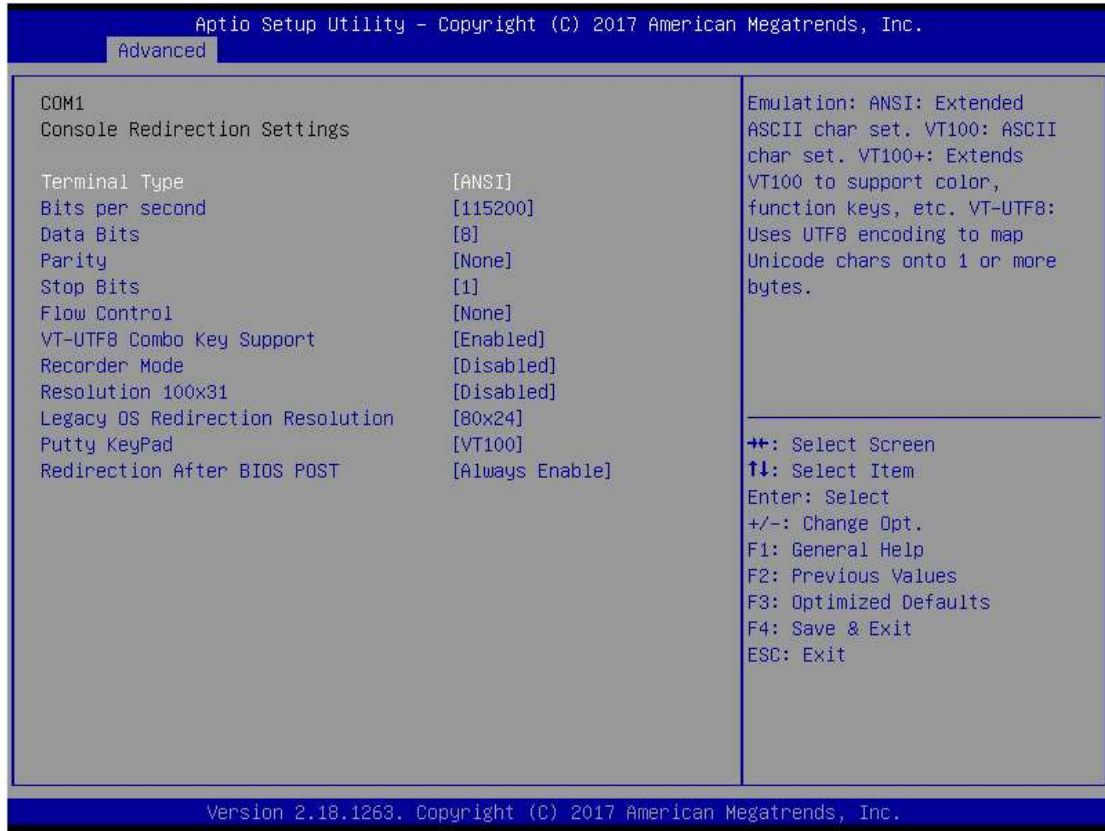 Aptio Setup Utility – Copyright (C) 2017 American Megatrends, Inc.
Advanced
COM1
Console Redirection Settings
Terminal Type [ANSI]
Bits per second [115200]
Data Bits [8]
Parity [None]
Stop Bits [1]
Flow Control [None]
VT-UTF8 Combo Key Support [Enabled]
Recorder Mode [Disabled]
Resolution 100x31 [Disabled]
Legacy OS Redirection Resolution [80x24]
Putty KeyPad [VT100]
Redirection After BIOS POST [Always Enable]
Emulation: ANSI: Extended
ASCII char set. VT100: ASCII
char set. VT100+: Extends
VT100 to support color,
function keys, etc. VT-UTF8:
Uses UTF8 encoding to map
Unicode chars onto 1 or more
bytes.
→←: Select Screen
↑↓: Select Item
Enter: Select
+/-: Change Opt.
F1: General Help
F2: Previous Values
F3: Optimized Defaults
F4: Save & Exit
ESC: Exit
Version 2.18.1263. Copyright (C) 2017 American Megatrends, Inc.